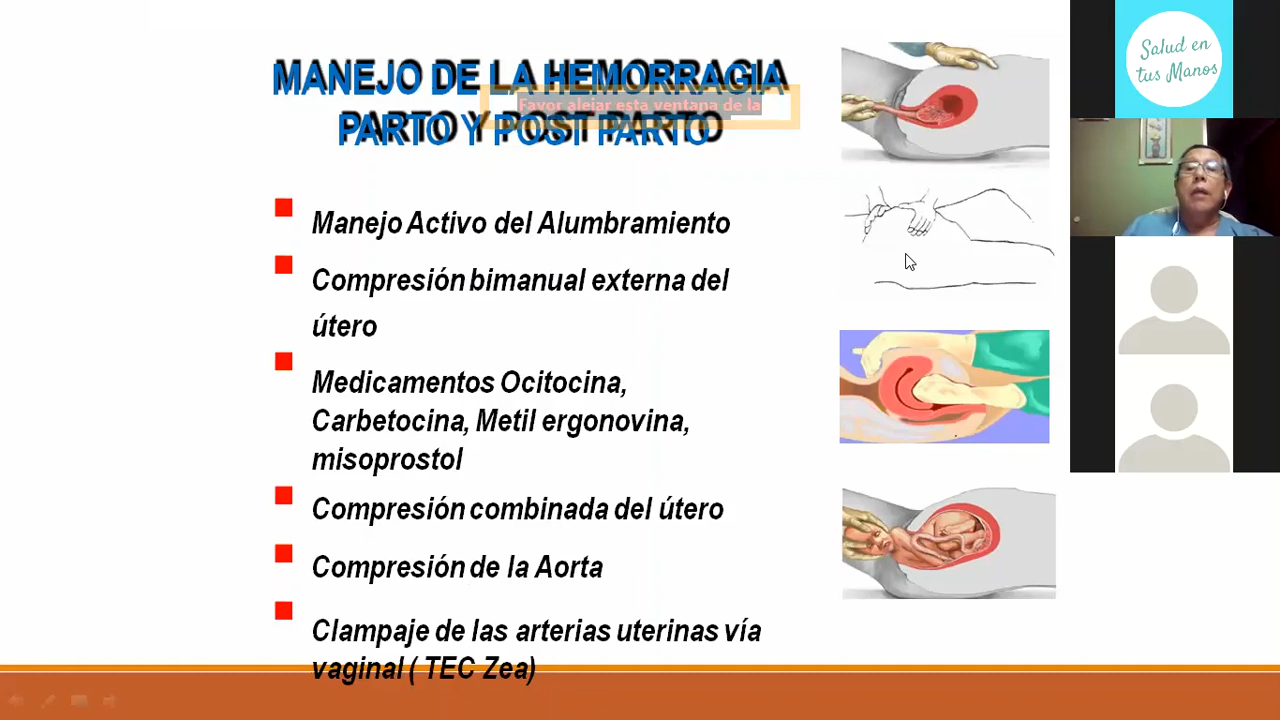 MANEJO DE LA HEMORRAGIA
Favor alejar esta ventana de la
PARTO Y POST PARTO
Manejo Activo del Alumbramiento
Compresión bimanual externa del
útero
Medicamentos Ocitocina,
Carbetocina, Metil ergonovina,
misoprostol
Compresión combinada del útero
Compresión de la Aorta
Clampaje de las arterias uterinas vía
vaginal ( TEC Zea)
Salud en
tus Manos